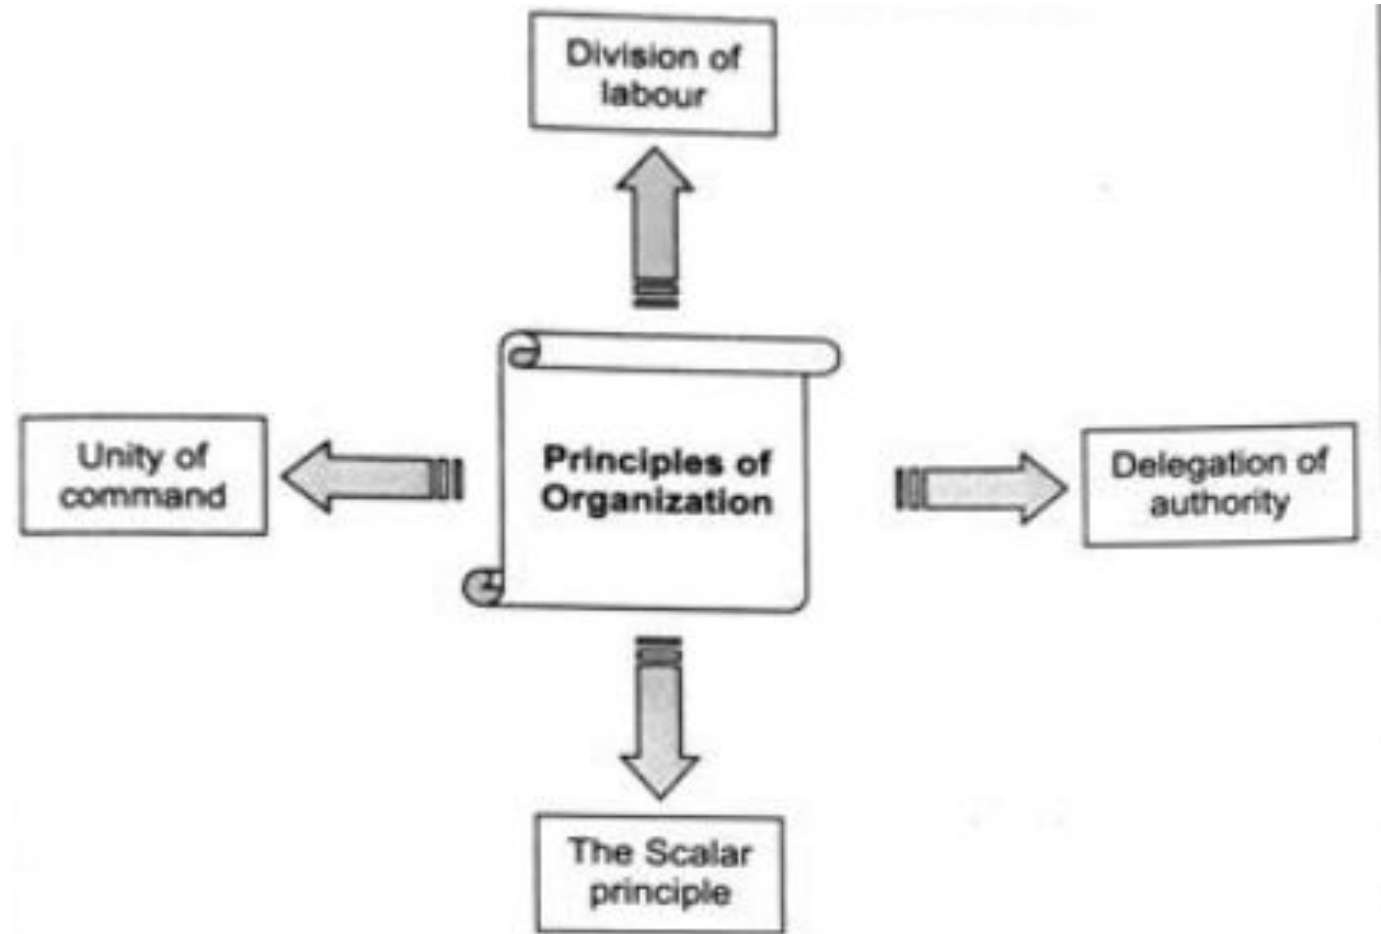 Division of
labour
Unity of
command
Principles of
Organization
Delegation of
authority
The Scalar
principle